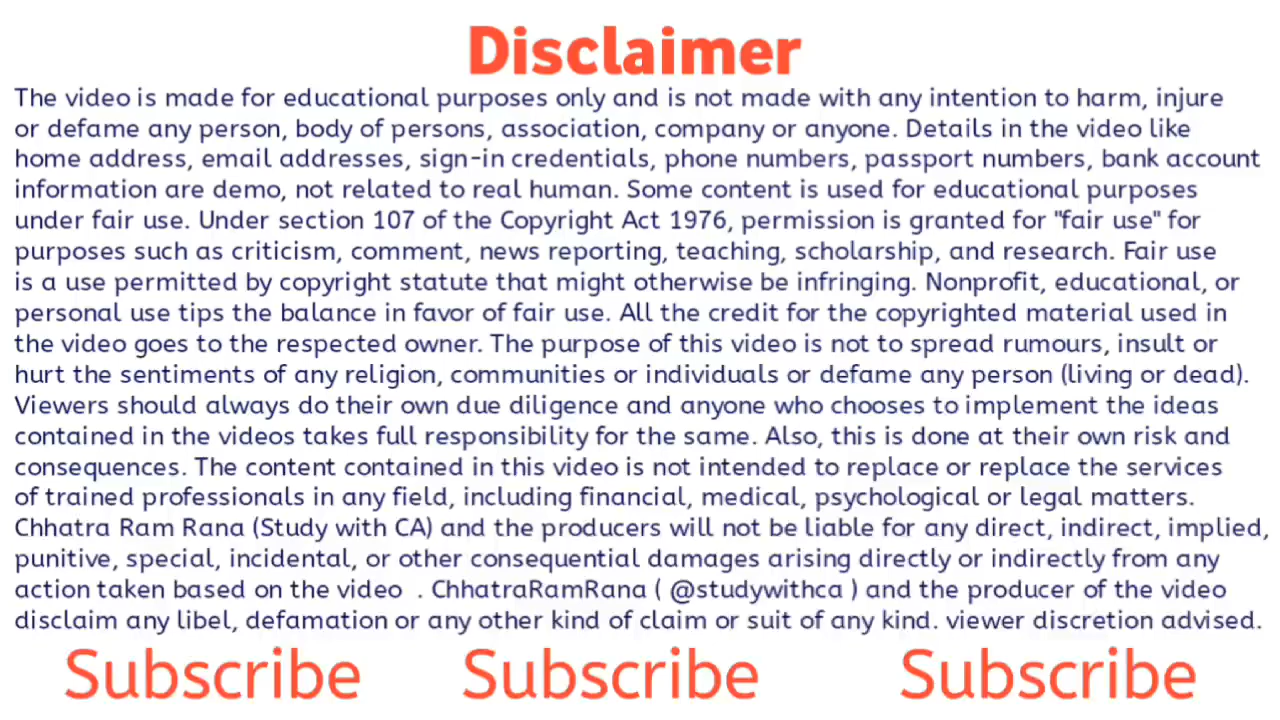 Disclaimer
The video is made for educational purposes only and is not made with any intention to harm, injure
or defame any person, body of persons, association, company or anyone. Details in the video like
home address, email addresses, sign-in credentials, phone numbers, passport numbers, bank account
information are demo, not related to real human. Some content is used for educational purposes
under fair use. Under section 107 of the Copyright Act 1976, permission is granted for "fair use" for
purposes such as criticism, comment, news reporting, teaching, scholarship, and research. Fair use
is a use permitted by copyright statute that might otherwise be infringing. Nonprofit, educational, or
personal use tips the balance in favor of fair use. All the credit for the copyrighted material used in
the video goes to the respected owner. The purpose of this video is not to spread rumours, insult or
hurt the sentiments of any religion, communities or individuals or defame any person (living or dead).
Viewers should always do their own due diligence and anyone who chooses to implement the ideas
contained in the videos takes full responsibility for the same. Also, this is done at their own risk and
consequences. The content contained in this video is not intended to replace or replace the services
of trained professionals in any field, including financial, medical, psychological or legal matters.
Chhatra Ram Rana (Study with CA) and the producers will not be liable for any direct, indirect, implied,
punitive, special, incidental, or other consequential damages arising directly or indirectly from any
action taken based on the video . ChhatraRamRana ( @studywithca ) and the producer of the video
disclaim any libel, defamation or any other kind of claim or suit of any kind. viewer discretion advised.
Subscribe Subscribe Subscribe